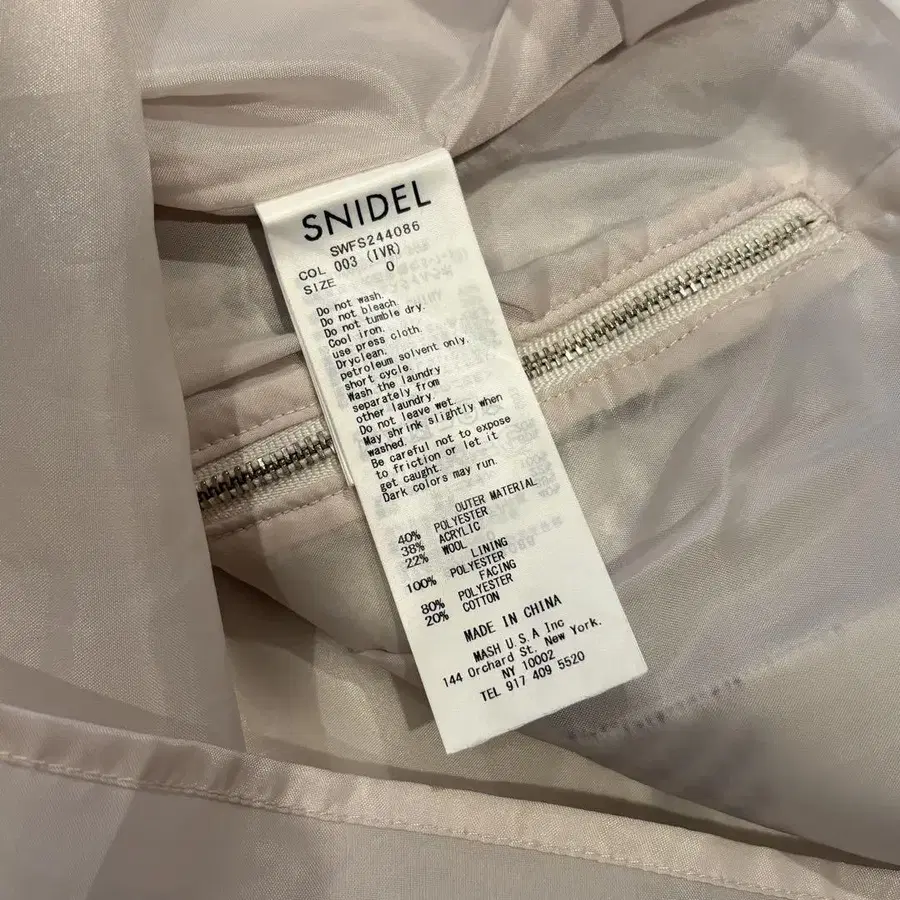 SNIDEL
SWFS244086
COL 003 (IVR)
SIZE 0
Do not wash.
Do not bleach.
Do not tumble dry.
Cool iron.
use press cloth.
Dryclean.
petroleum solvent only.
short cycle.
Wash the laundry
separately from
other laundry.
Do not leave wet.
May shrink slightly when
washed.
Be careful not to expose
to friction or let it
get caught.
Dark colors may run.
OUTER MATERIAL
40% POLYESTER
38% ACRYLIC
22% WOOL
LINING
100% POLYESTER
FACING
80% POLYESTER
20% COTTON
MADE IN CHINA
MASH U.S.A Inc
144 Orchard St. New York.
NY 10002
TEL 917 409 5520